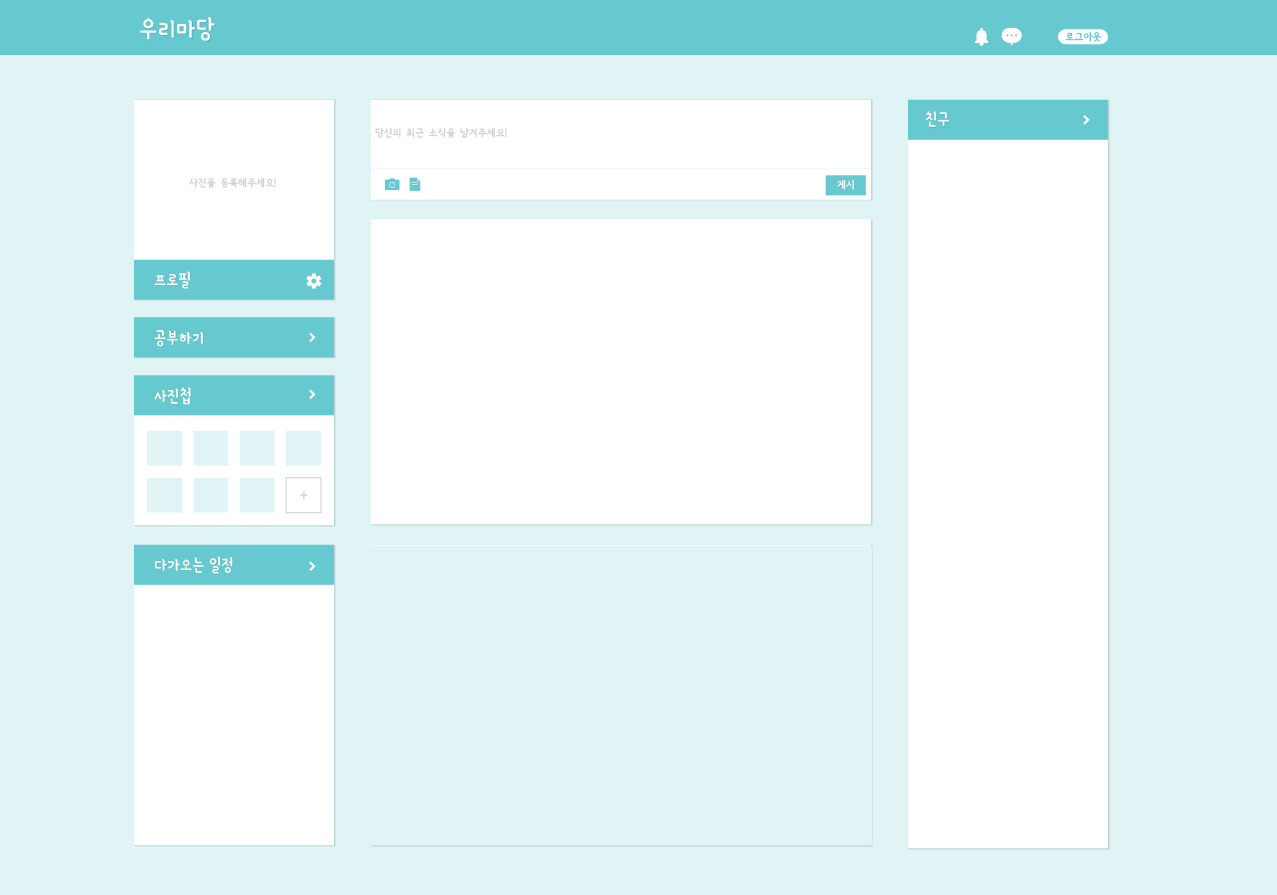 우리마당
로그아웃
사진을 등록해주세요!
프로필
공부하기
사진첩
+
다가오는 일정
당신의 최근 소식을 남겨주세요!
게시
친구